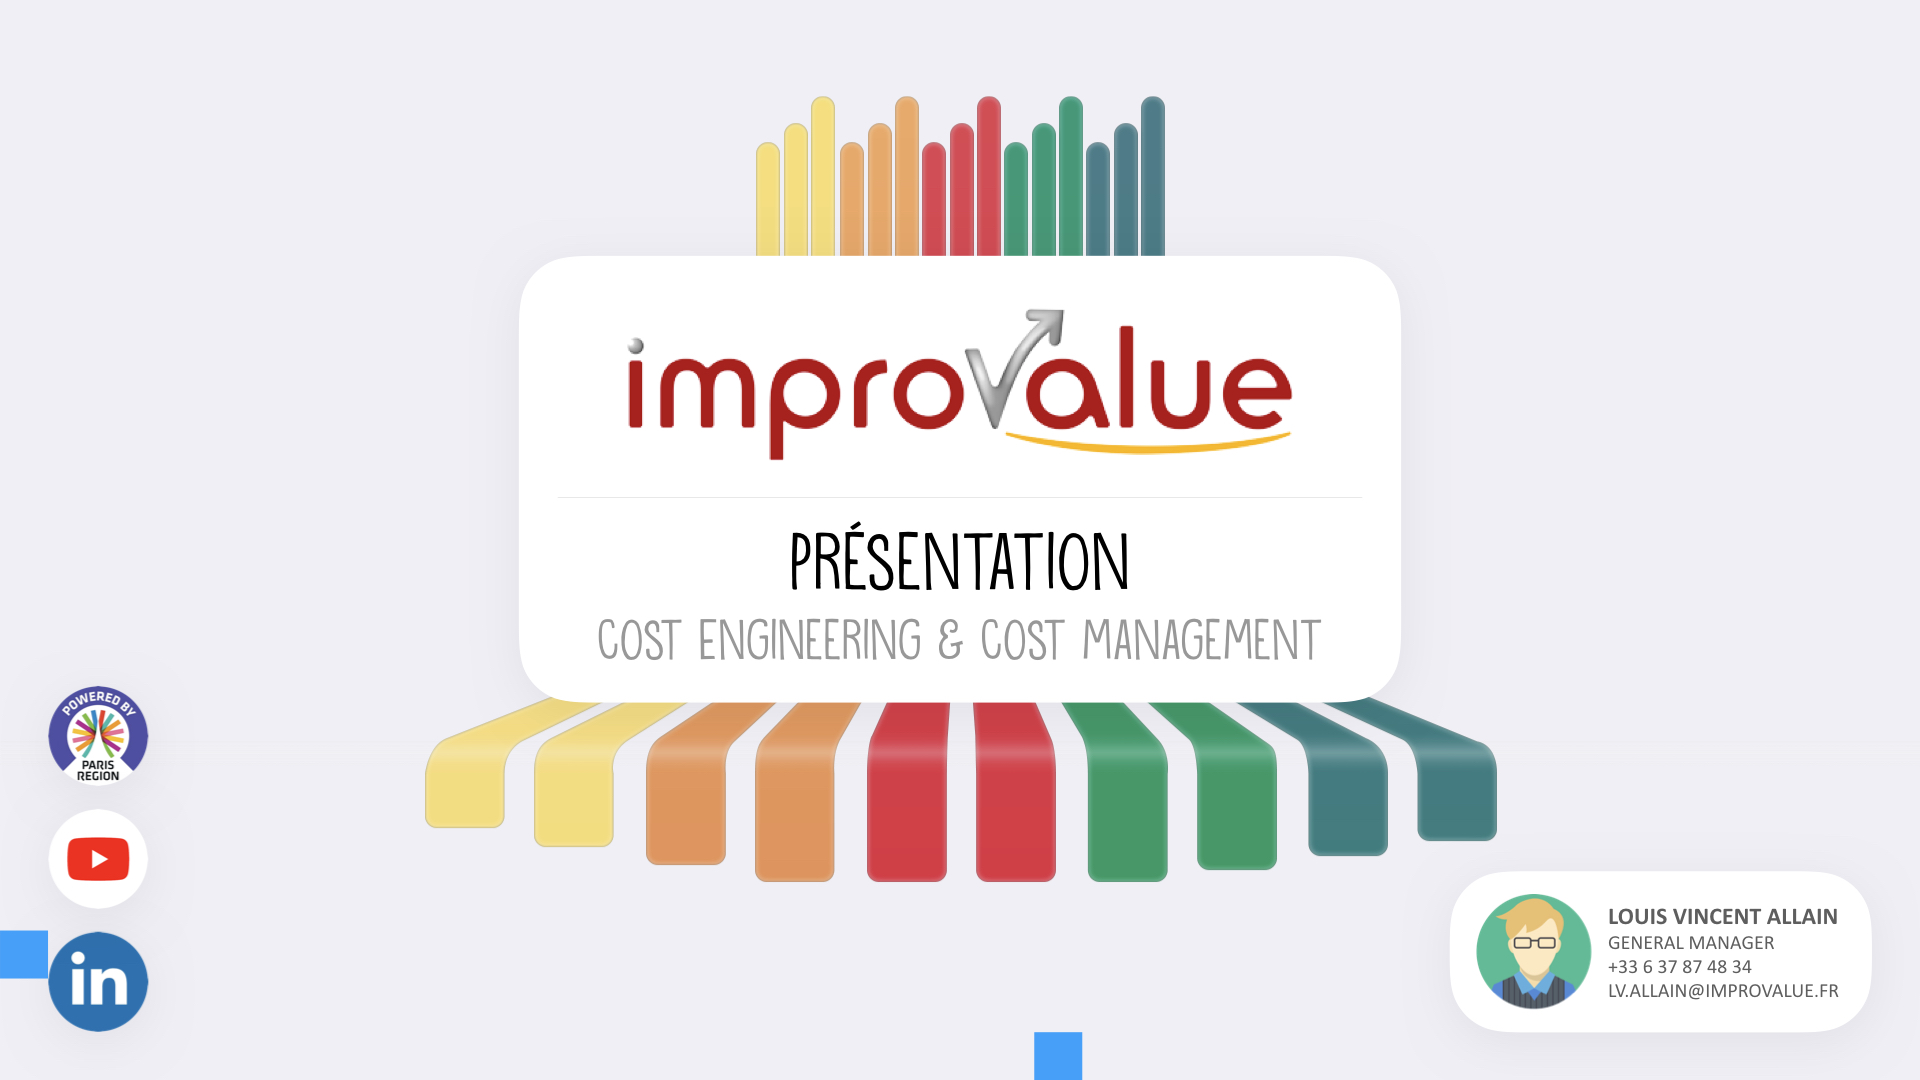 improvalue
PRÉSENTATION
COST ENGINEERING & COST MANAGEMENT
POWERED BY
PARIS
REGION
in
LOUIS VINCENT ALLAIN
GENERAL MANAGER
+33 6 37 87 48 34
LV.ALLAIN@IMPROVALUE.FR